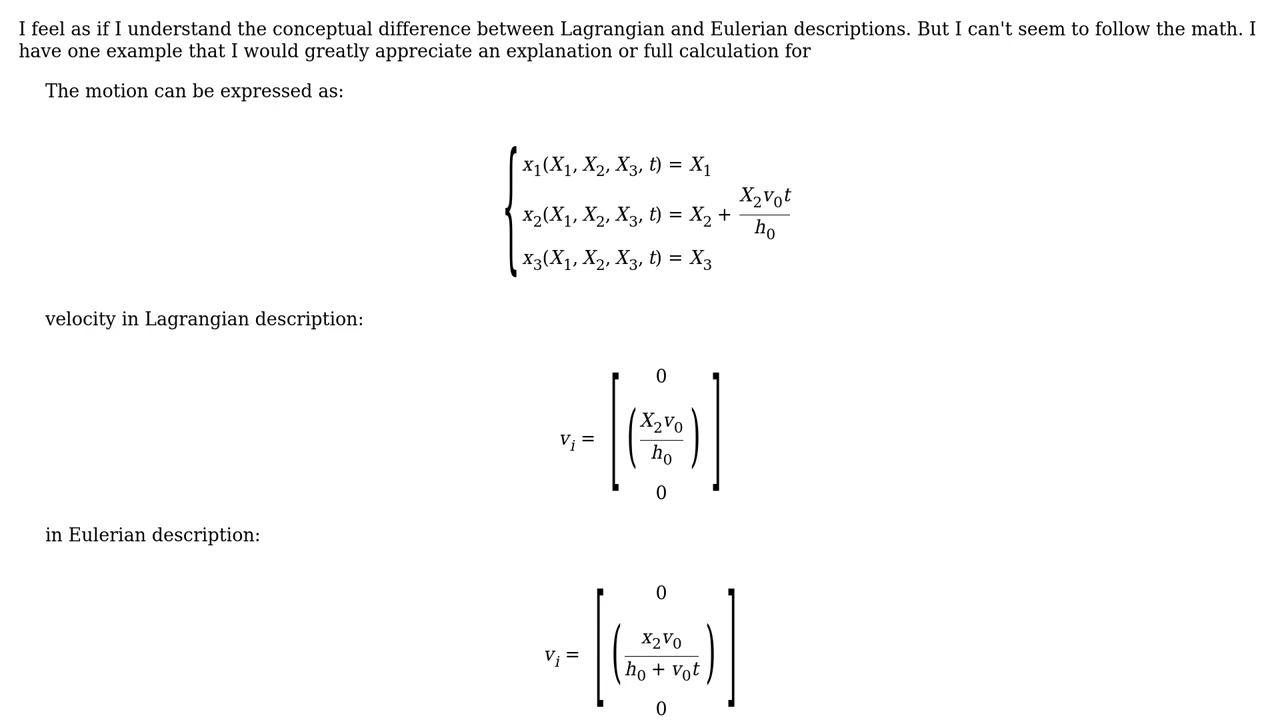 I feel as if I understand the conceptual difference between Lagrangian and Eulerian descriptions. But I can't seem to follow the math. I
have one example that I would greatly appreciate an explanation or full calculation for
The motion can be expressed as:
x₁(X₁, X₂, X₃, t) = X₁
x₂(X₁, X₂, X₃, t) = X₂ + X₂v₀t / h₀
x₃(X₁, X₂, X₃, t) = X₃
velocity in Lagrangian description:
vᵢ = [ 0 (X₂v₀ / h₀) 0 ]
in Eulerian description:
vᵢ = [ 0 (x₂v₀ / h₀ + v₀t) 0 ]